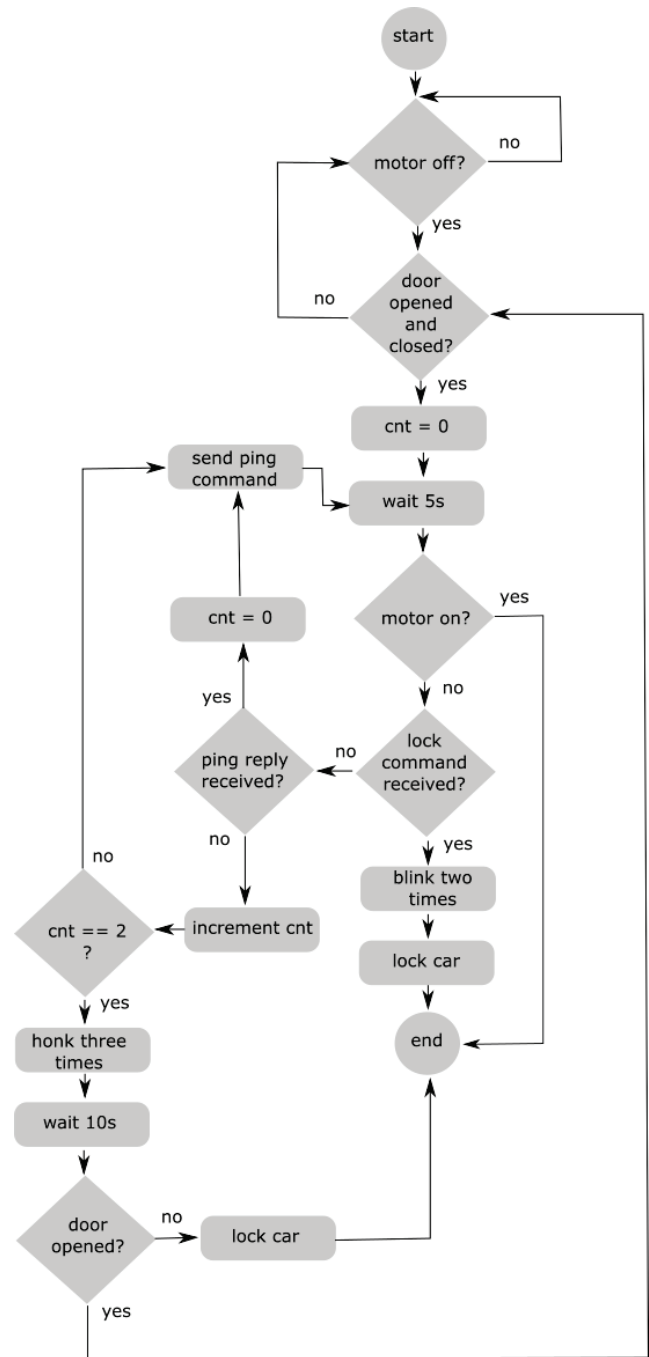 start
motor off?
no
yes
door
opened
and
closed?
no
yes
cnt = 0
send ping
command
wait 5s
cnt = 0
motor on?
yes
no
yes
ping reply
received?
no
lock
command
received?
no
yes
no
blink two
times
cnt == 2
?
increment cnt
lock car
yes
honk three
times
end
wait 10s
door
opened?
no
lock car
yes